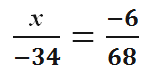 x/-34 = -6/68